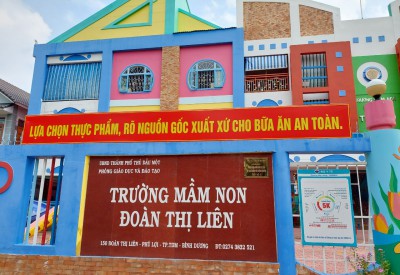 LỰA CHỌN THỰC PHẨM, RÕ NGUỒN GỐC XUẤT XỨ CHO BỮA ĂN AN TOÀN.
UBND THÀNH PHỐ THỦ DẦU MỘT
PHÒNG GIÁO DỤC VÀ ĐÀO TẠO
TRƯỜNG MẦM NON
ĐOÀN THỊ LIÊN
5K
150 ĐOÀN THỊ LIÊN - PHÚ LỢI - TP.TDM - BÌNH DƯƠNG ĐT:0274 3822 521